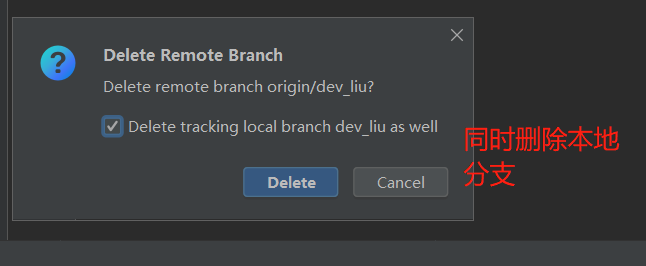 Delete Remote Branch
Delete remote branch origin/dev_liu?
Delete tracking local branch dev_liu as well
同时删除本地
分支
Delete
Cancel